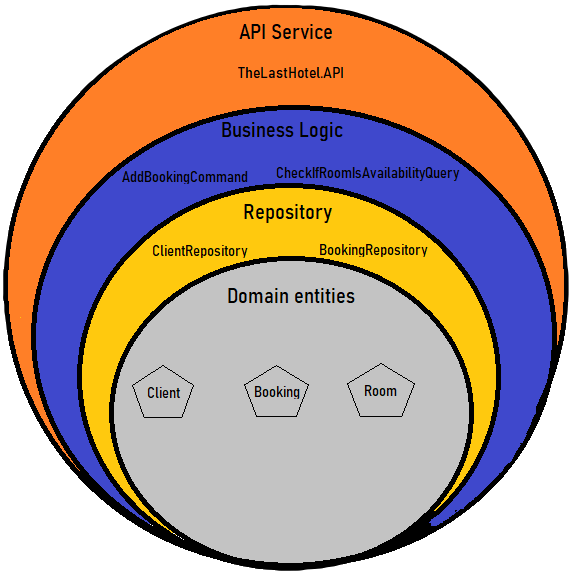 API Service
TheLastHotel.API
Business Logic
AddBookingCommand CheckIfRoomIsAvailabilityQuery
Repository
ClientRepository BookingRepository
Domain entities
Client Booking Room